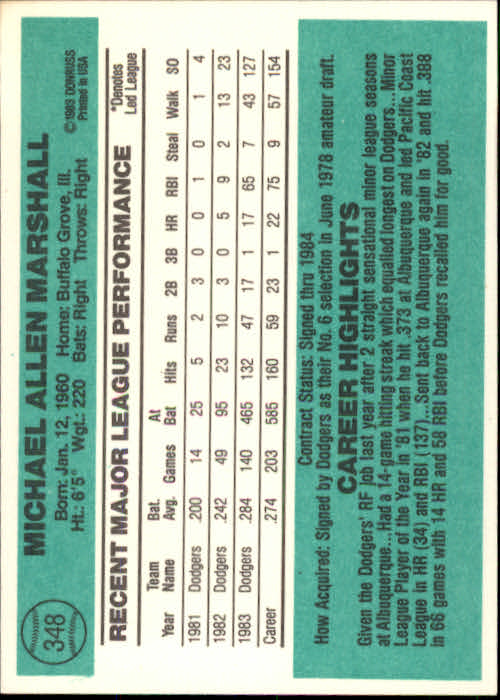 348
MICHAEL ALLEN MARSHALL
Born: Jan. 12, 1960 Home: Buffalo Grove, Ill.
Ht.: 6'5" Wgt.: 220 Bats: Right Throws: Right
©1983 DONRUSS
Printed in USA
RECENT MAJOR LEAGUE PERFORMANCE
*Denotes
Led League
Year Team Name Bat. Avg. Games At Bat Hits Runs 2B 3B HR RBI Steal Walk SO
1981 Dodgers .200 14 25 5 2 3 0 0 1 0 1 4
1982 Dodgers .242 49 95 23 10 3 0 5 9 2 13 23
1983 Dodgers .284 140 465 132 47 17 1 17 65 7 43 127
Career .274 203 585 160 59 23 1 22 75 9 57 154
Contract Status: Signed thru 1984
How Acquired: Signed by Dodgers as their No. 6 selection in June 1978 amateur draft.
CAREER HIGHLIGHTS
Given the Dodgers' RF job last year after 2 straight sensational minor league seasons
at Albuquerque...Had a 14-game hitting streak which equalled longest on Dodgers...Minor
League Player of the Year in '81 when he hit .373 at Albuquerque and led Pacific Coast
League in HR (34) and RBI (137)...Sent back to Albuquerque again in '82 and hit .388
in 66 games with 14 HR and 58 RBI before Dodgers recalled him for good.